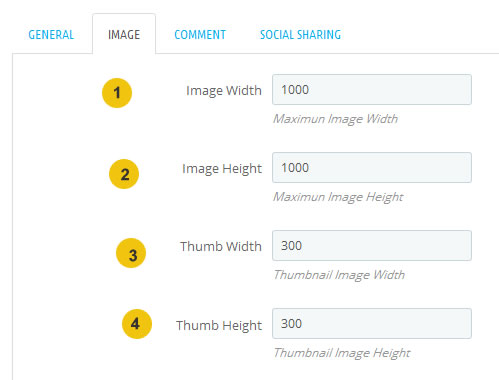 GENERAL IMAGE COMMENT SOCIAL SHARING
1 Image Width 1000
Maximun Image Width
2 Image Height 1000
Maximun Image Height
3 Thumb Width 300
Thumbnail Image Width
4 Thumb Height 300
Thumbnail Image Height